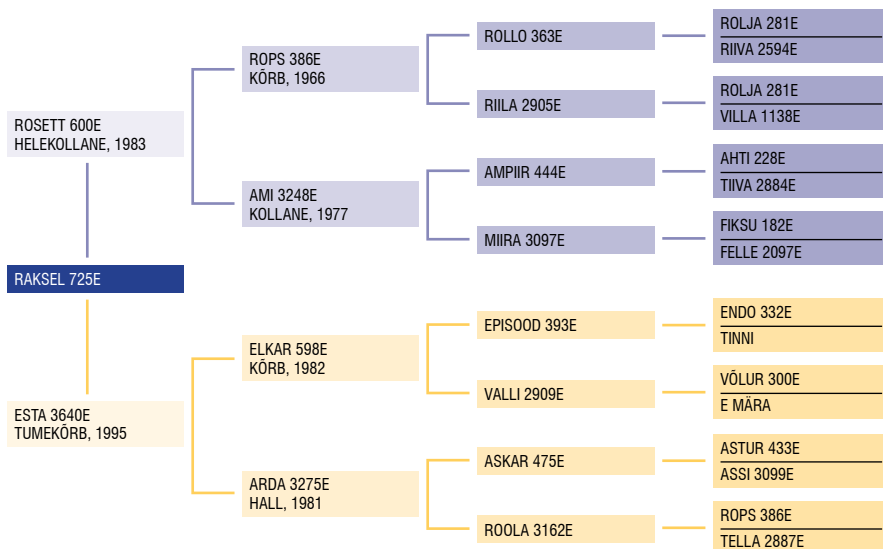 ROSETT 600E
HELEKOLLANE, 1983
RAKSEL 725E
ESTA 3640E
TUMEKÕRB, 1995
ROPS 386E
KÕRB, 1966
AMI 3248E
KOLLANE, 1977
ELKAR 598E
KÕRB, 1982
ARDA 3275E
HALL, 1981
ROLLO 363E
RIILA 2905E
AMPIIR 444E
MIIRA 3097E
EPISOOD 393E
VALLI 2909E
ASKAR 475E
ROOLA 3162E
ROLJA 281E
RIIVA 2594E
ROLJA 281E
VILLA 1138E
AHTI 228E
TIIVA 2884E
FIKSU 182E
FELLE 2097E
ENDO 332E
TINNI
VÕLUR 300E
E MÄRA
ASTUR 433E
ASSI 3099E
ROPS 386E
TELLA 2887E